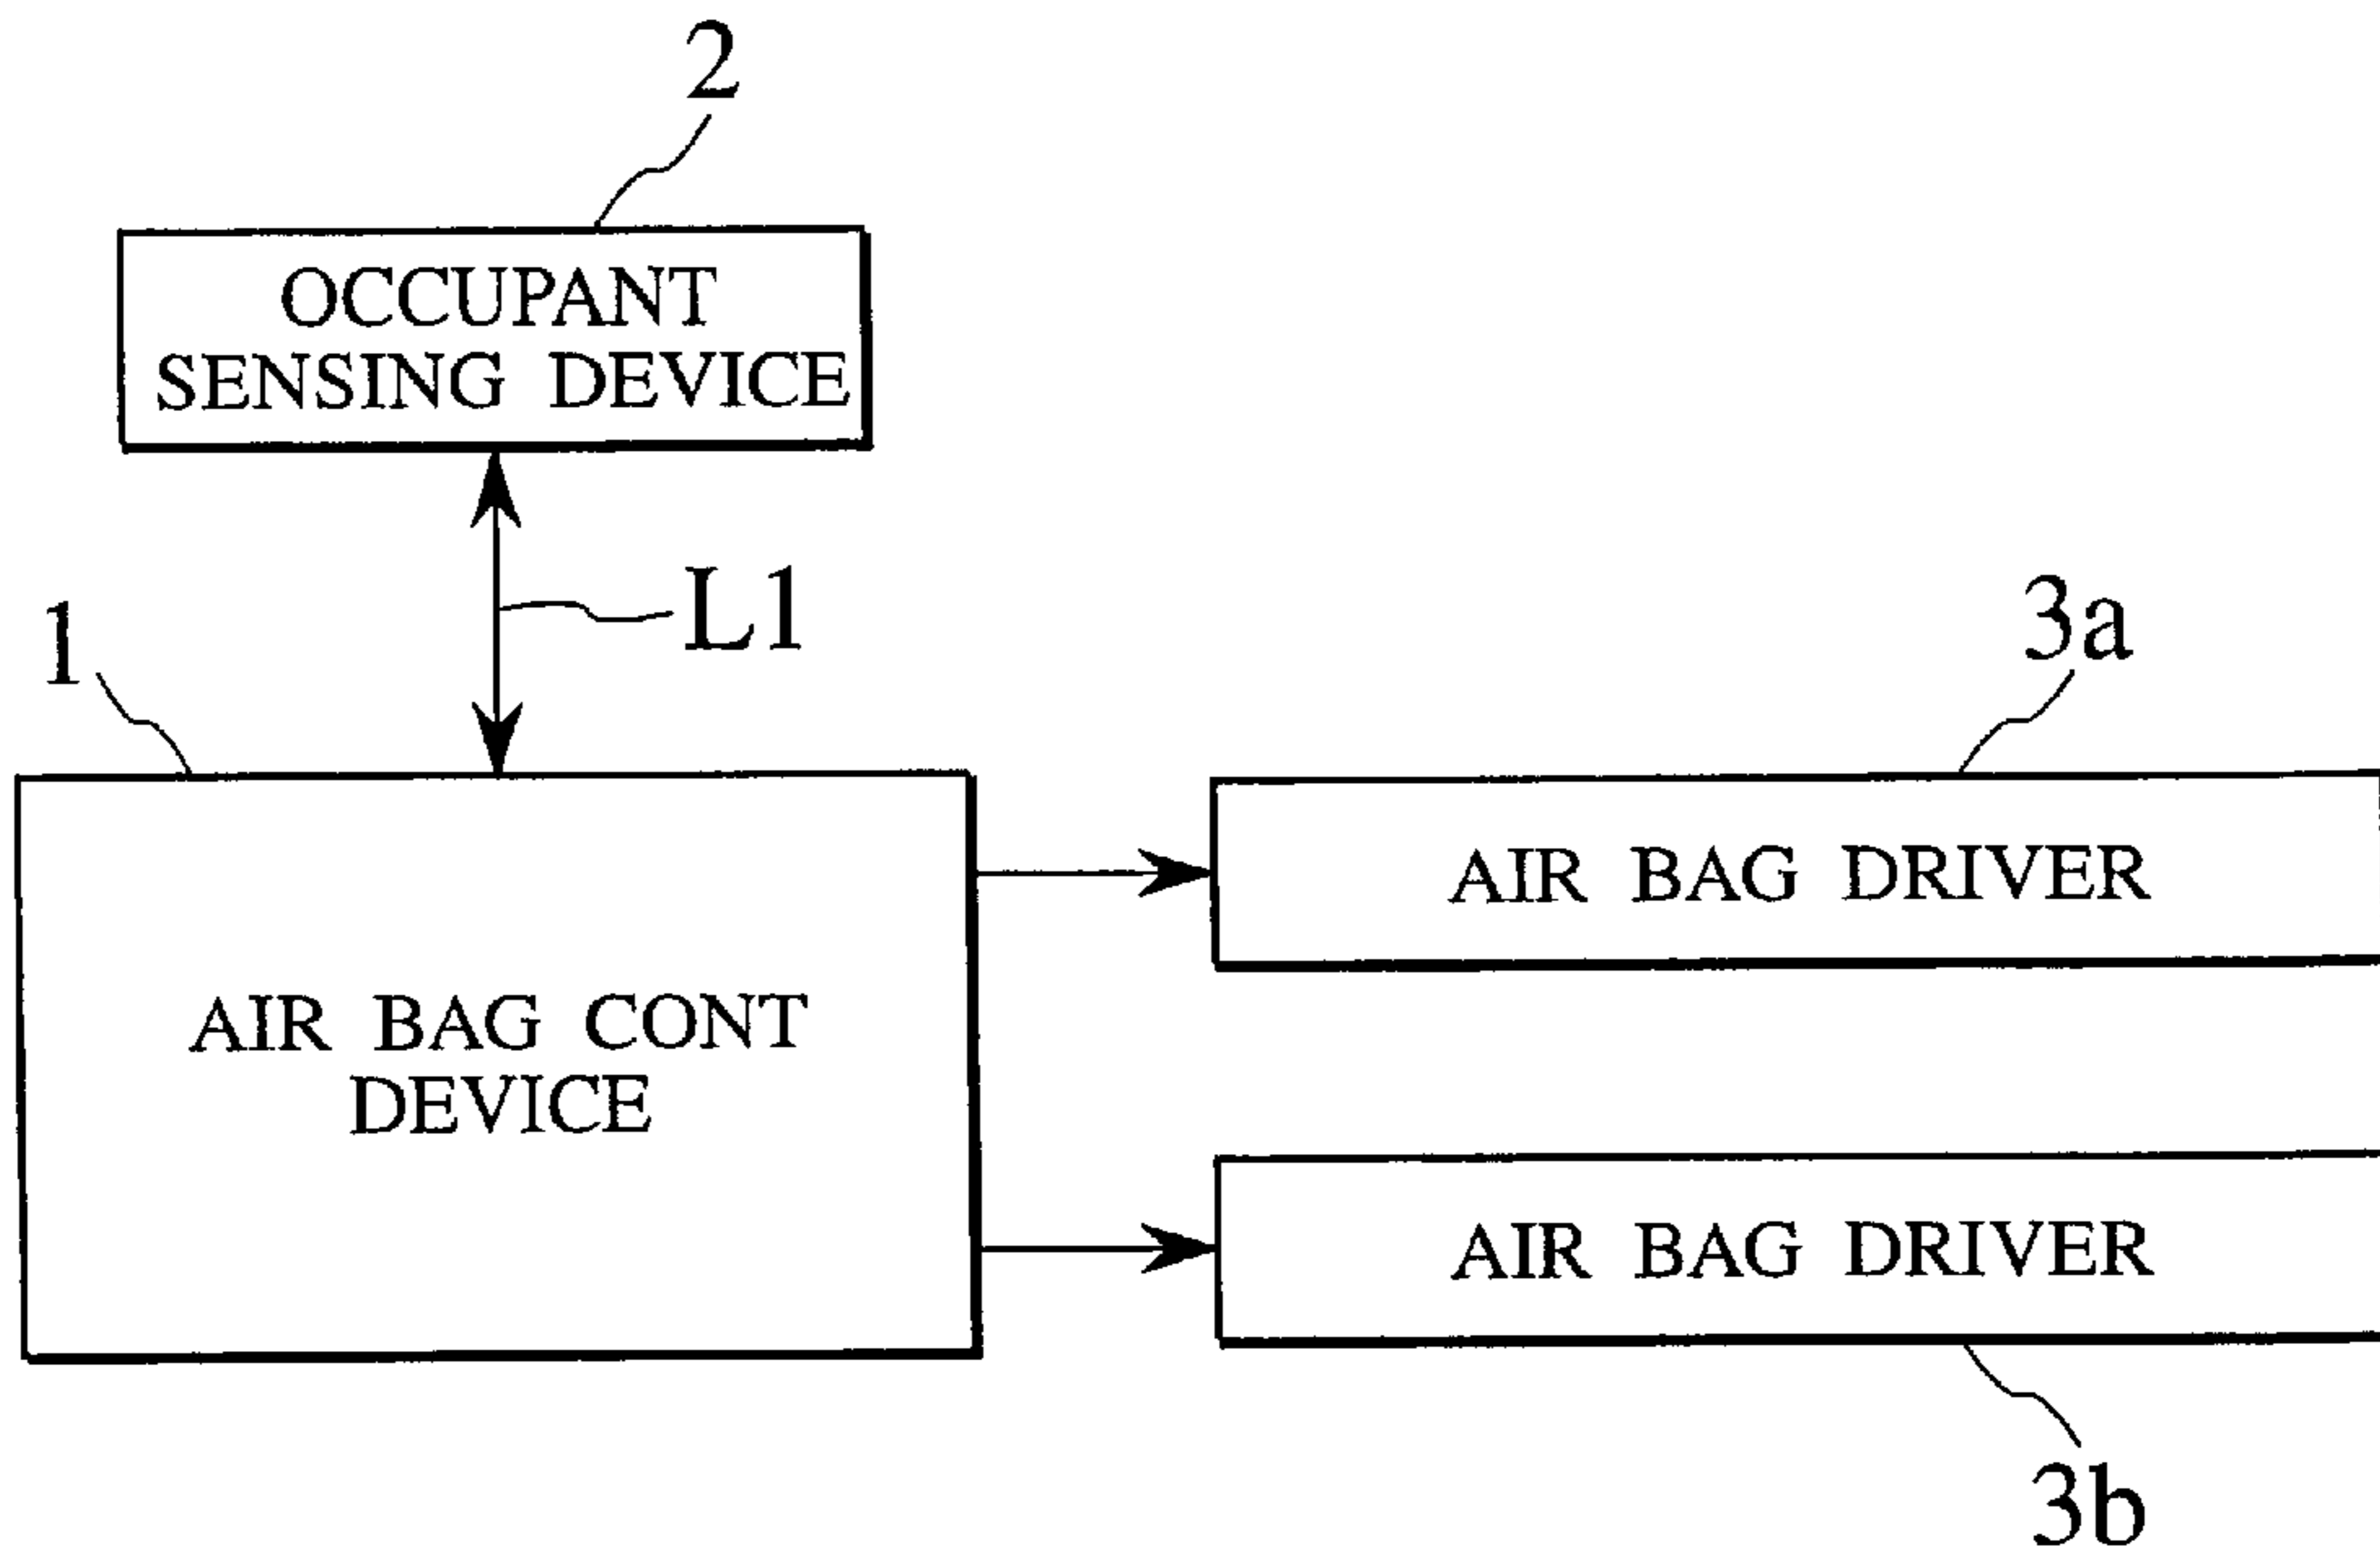 2
OCCUPANT
SENSING DEVICE
L1
1
3a
AIR BAG DRIVER
AIR BAG CONT
DEVICE
AIR BAG DRIVER
3b